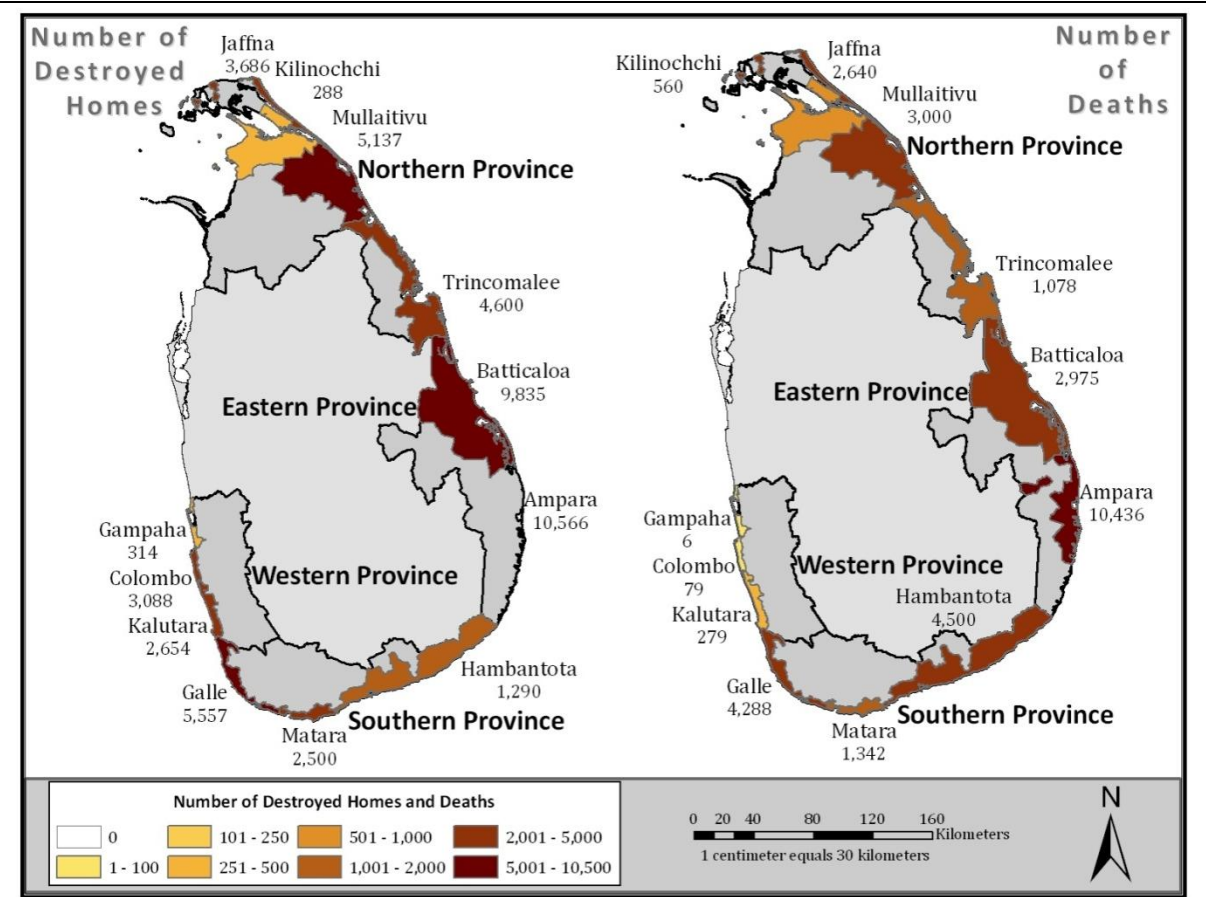 Number of
Destroyed
Homes
Jaffna
3,686
Kilinochchi
288
Mullaitivu
5,137
Northern Province
Trincomalee
4,600
Batticaloa
9,835
Eastern Province
Ampara
10,566
Gampaha
314
Colombo
3,088
Western Province
Kalutara
2,654
Hambantota
1,290
Galle
5,557
Southern Province
Matara
2,500
Number
of
Deaths
Jaffna
2,640
Kilinochchi
560
Mullaitivu
3,000
Northern Province
Trincomalee
1,078
Batticaloa
2,975
Eastern Province
Ampara
10,436
Gampaha
6
Colombo
79
Western Province
Hambantota
4,500
Kalutara
279
Galle
4,288
Southern Province
Matara
1,342
Number of Destroyed Homes and Deaths
0
101 - 250
501 - 1,000
2,001 - 5,000
1 - 100
251 - 500
1,001 - 2,000
5,001 - 10,500
0 20 40 80 120 160
Kilometers
1 centimeter equals 30 kilometers
N